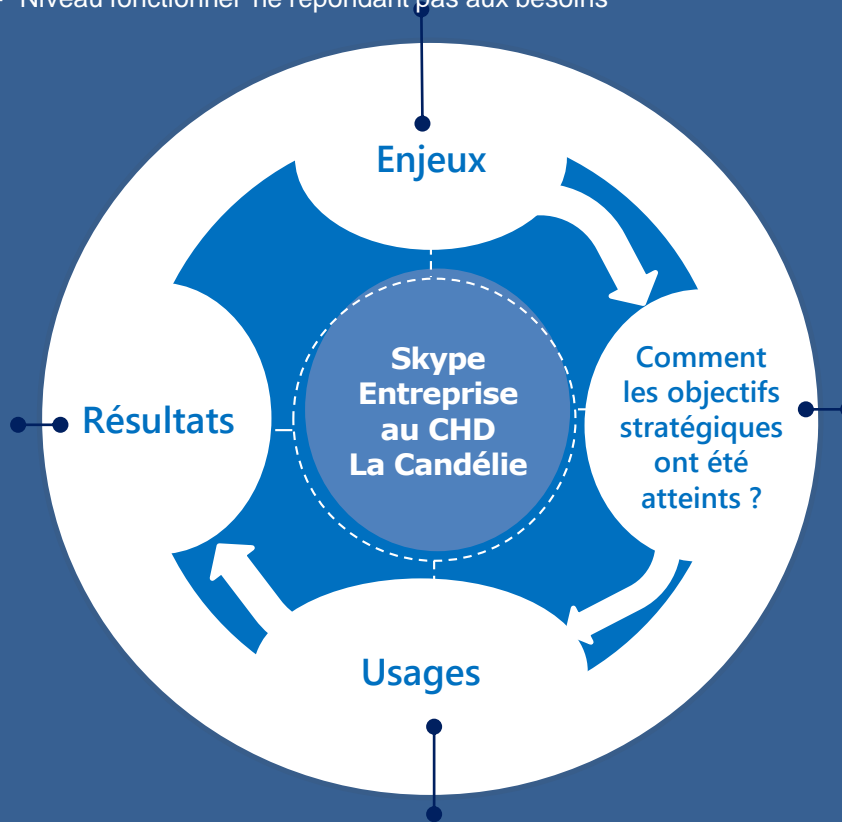 Niveau fonctionner ne répondant pas aux besoins
Enjeux
Skype
Entreprise
au CHD
La Candélie
Comment
les objectifs
stratégiques
ont été
atteints ?
Résultats
Usages